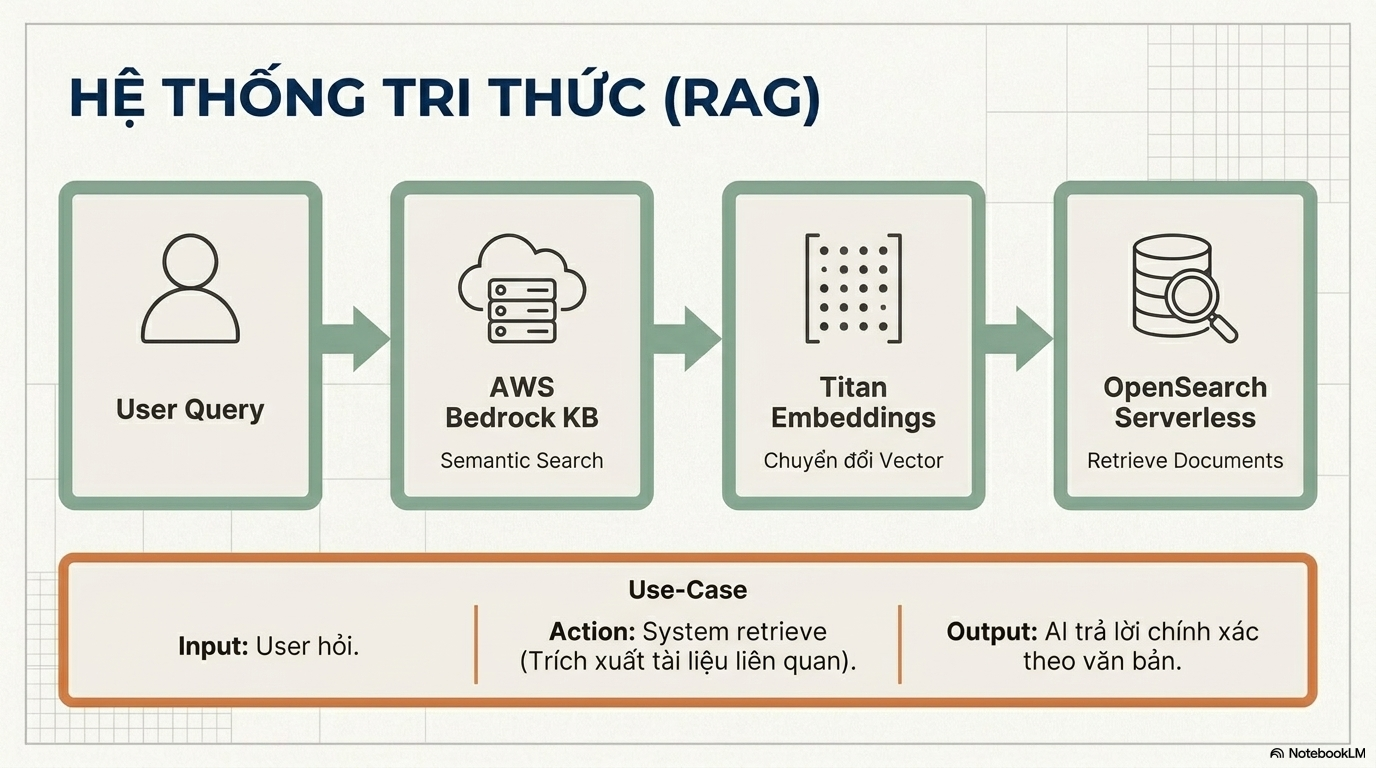 HỆ THỐNG TRI THỨC (RAG)
User Query
AWS
Bedrock KB
Semantic Search
Titan
Embeddings
Chuyển đổi Vector
OpenSearch
Serverless
Retrieve Documents
Use-Case
Input: User hỏi.
Action: System retrieve
(Trích xuất tài liệu liên quan).
Output: AI trả lời chính xác
theo văn bản.
NotebookLM